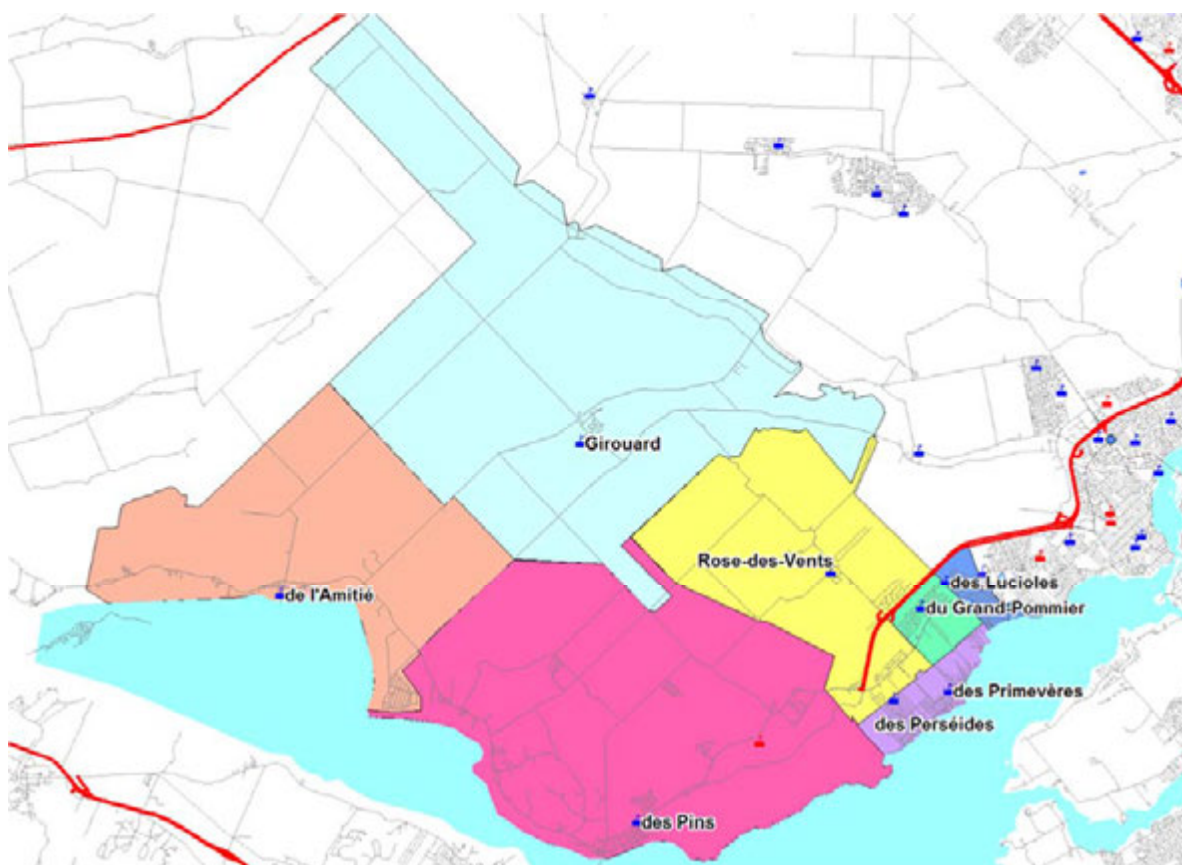 Girouard
Rose-des-Vents
des Lucioles
de l'Amitié
du Grand Pommier
des Primevères
des Perséides
des Pins